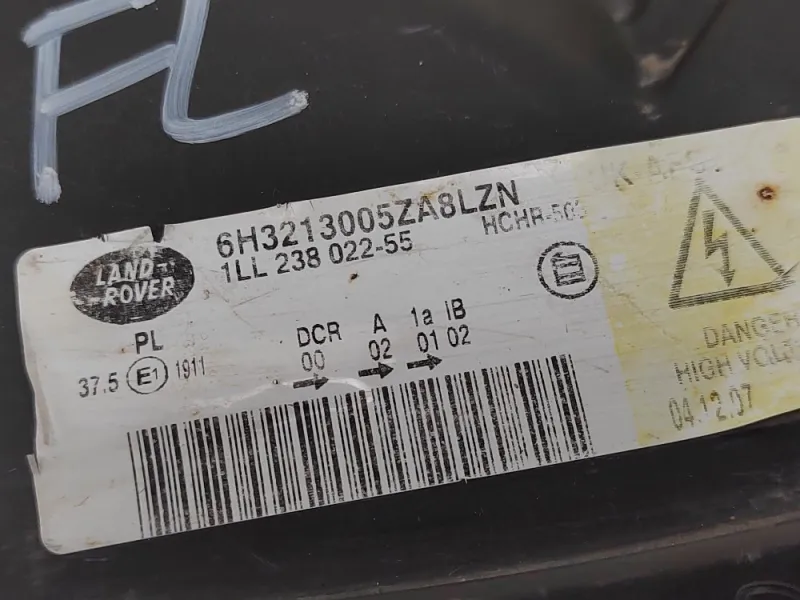 FL
6H3213005ZA8LZN
1LL 238 022-55
HCHR-50
LAND-
-ROVER
PL
37.5 E1 1911
DCR A 1a IB
00 02 01 02
DANGER
HIGH VOLT
04.12.07